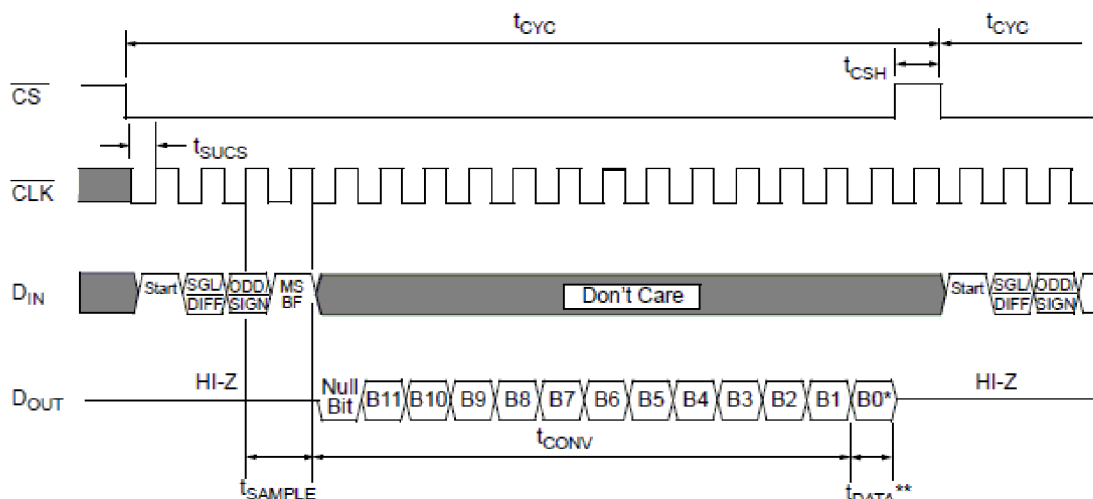 tCYC tCYC
tCSH
CS
tSUCS
CLK
DIN Start SGL/ DIFF ODD/ SIGN MS BF Don't Care Start SGL/ DIFF ODD/ SIGN
HI-Z HI-Z
DOUT Null Bit B11 B10 B9 B8 B7 B6 B5 B4 B3 B2 B1 B0*
tCONV
tSAMPLE tDATA**